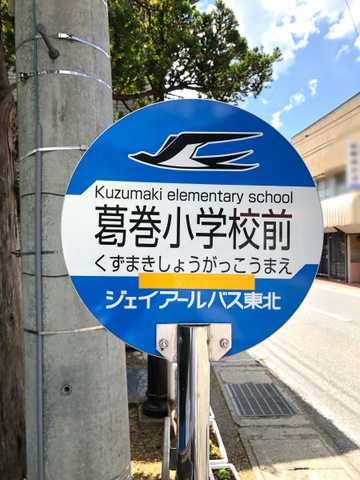 Kuzumaki elementary school
葛巻小学校前
くずまきしょうがっこうまえ
ジェイアールバス東北